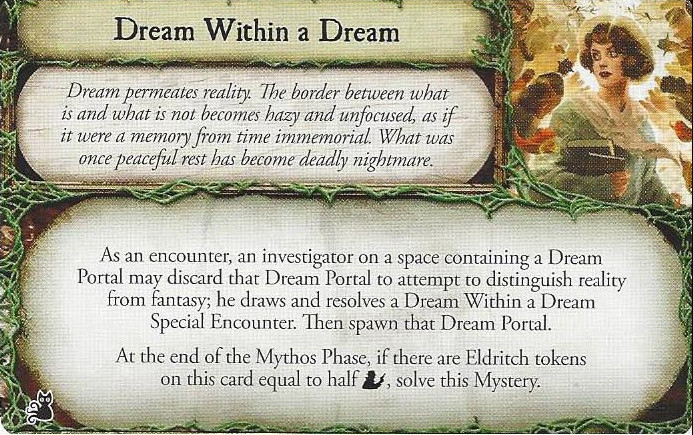 Dream Within a Dream
Dream permeates reality. The border between what
is and what is not becomes hazy and unfocused, as if
it were a memory from time immemorial. What was
once peaceful rest has become deadly nightmare.
As an encounter, an investigator on a space containing a Dream
Portal may discard that Dream Portal to attempt to distinguish reality
from fantasy; he draws and resolves a Dream Within a Dream
Special Encounter. Then spawn that Dream Portal.
At the end of the Mythos Phase, if there are Eldritch tokens
on this card equal to half , solve this Mystery.